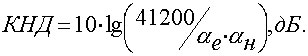 КНД = 10·lg(41200/α_e·α_н), дБ.